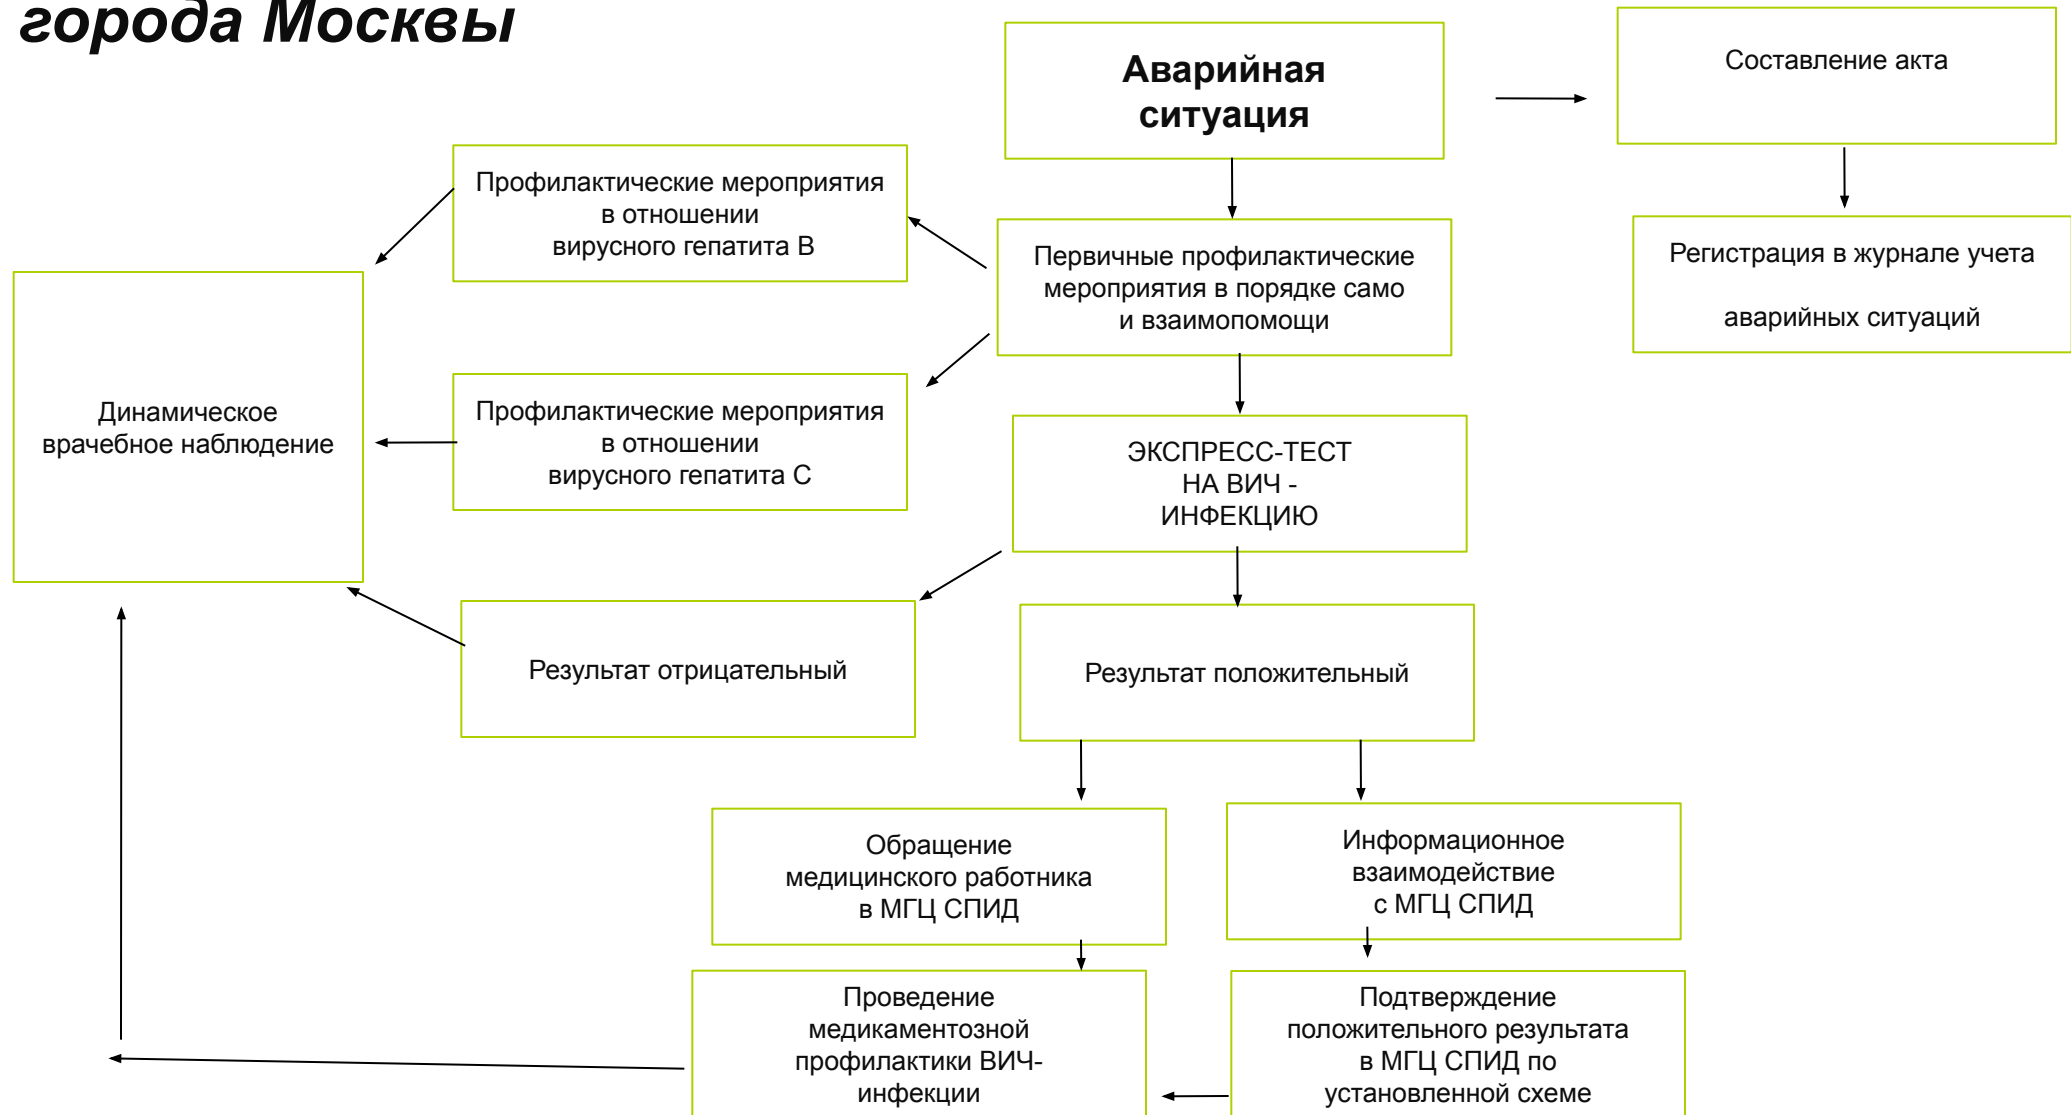 города Москвы
Аварийная
ситуация
Составление акта
Профилактические мероприятия
в отношении
вирусного гепатита В
Первичные профилактические
мероприятия в порядке само
и взаимопомощи
Регистрация в журнале учета
аварийных ситуаций
Динамическое
врачебное наблюдение
Профилактические мероприятия
в отношении
вирусного гепатита С
ЭКСПРЕСС-ТЕСТ
НА ВИЧ -
ИНФЕКЦИЮ
Результат отрицательный
Результат положительный
Обращение
медицинского работника
в МГЦ СПИД
Информационное
взаимодействие
с МГЦ СПИД
Проведение
медикаментозной
профилактики ВИЧ-
инфекции
Подтверждение
положительного результата
в МГЦ СПИД по
установленной схеме